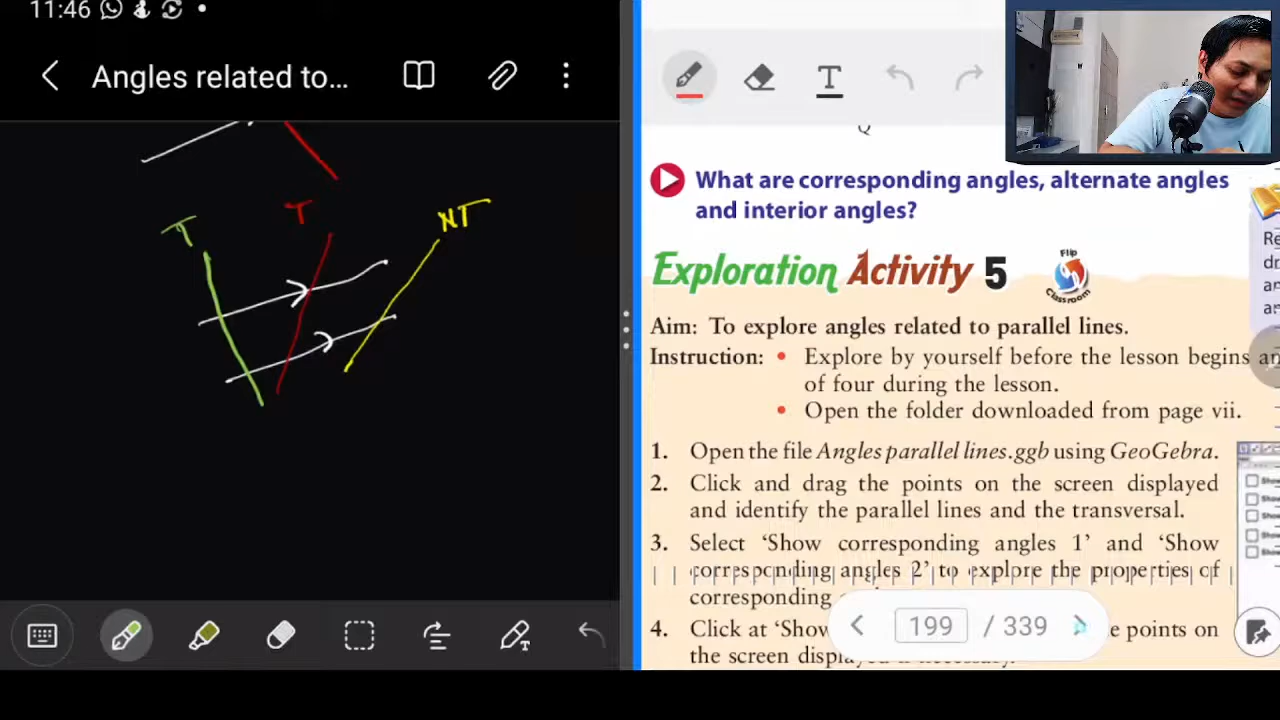 11:46
Angles related to...
T
T
NT
Q
What are corresponding angles, alternate angles
and interior angles?
Exploration Activity 5
Flip
Classroom
Aim: To explore angles related to parallel lines.
Instruction: • Explore by yourself before the lesson begins an
of four during the lesson.
• Open the folder downloaded from page vii.
1. Open the file Angles parallel lines.ggb using GeoGebra.
2. Click and drag the points on the screen displayed
and identify the parallel lines and the transversal.
3. Select ‘Show corresponding angles 1’ and ‘Show
corresponding angles 2’ to explore the properties of
corresponding
4. Click at ‘Show
points on
the screen displayed
199 / 339